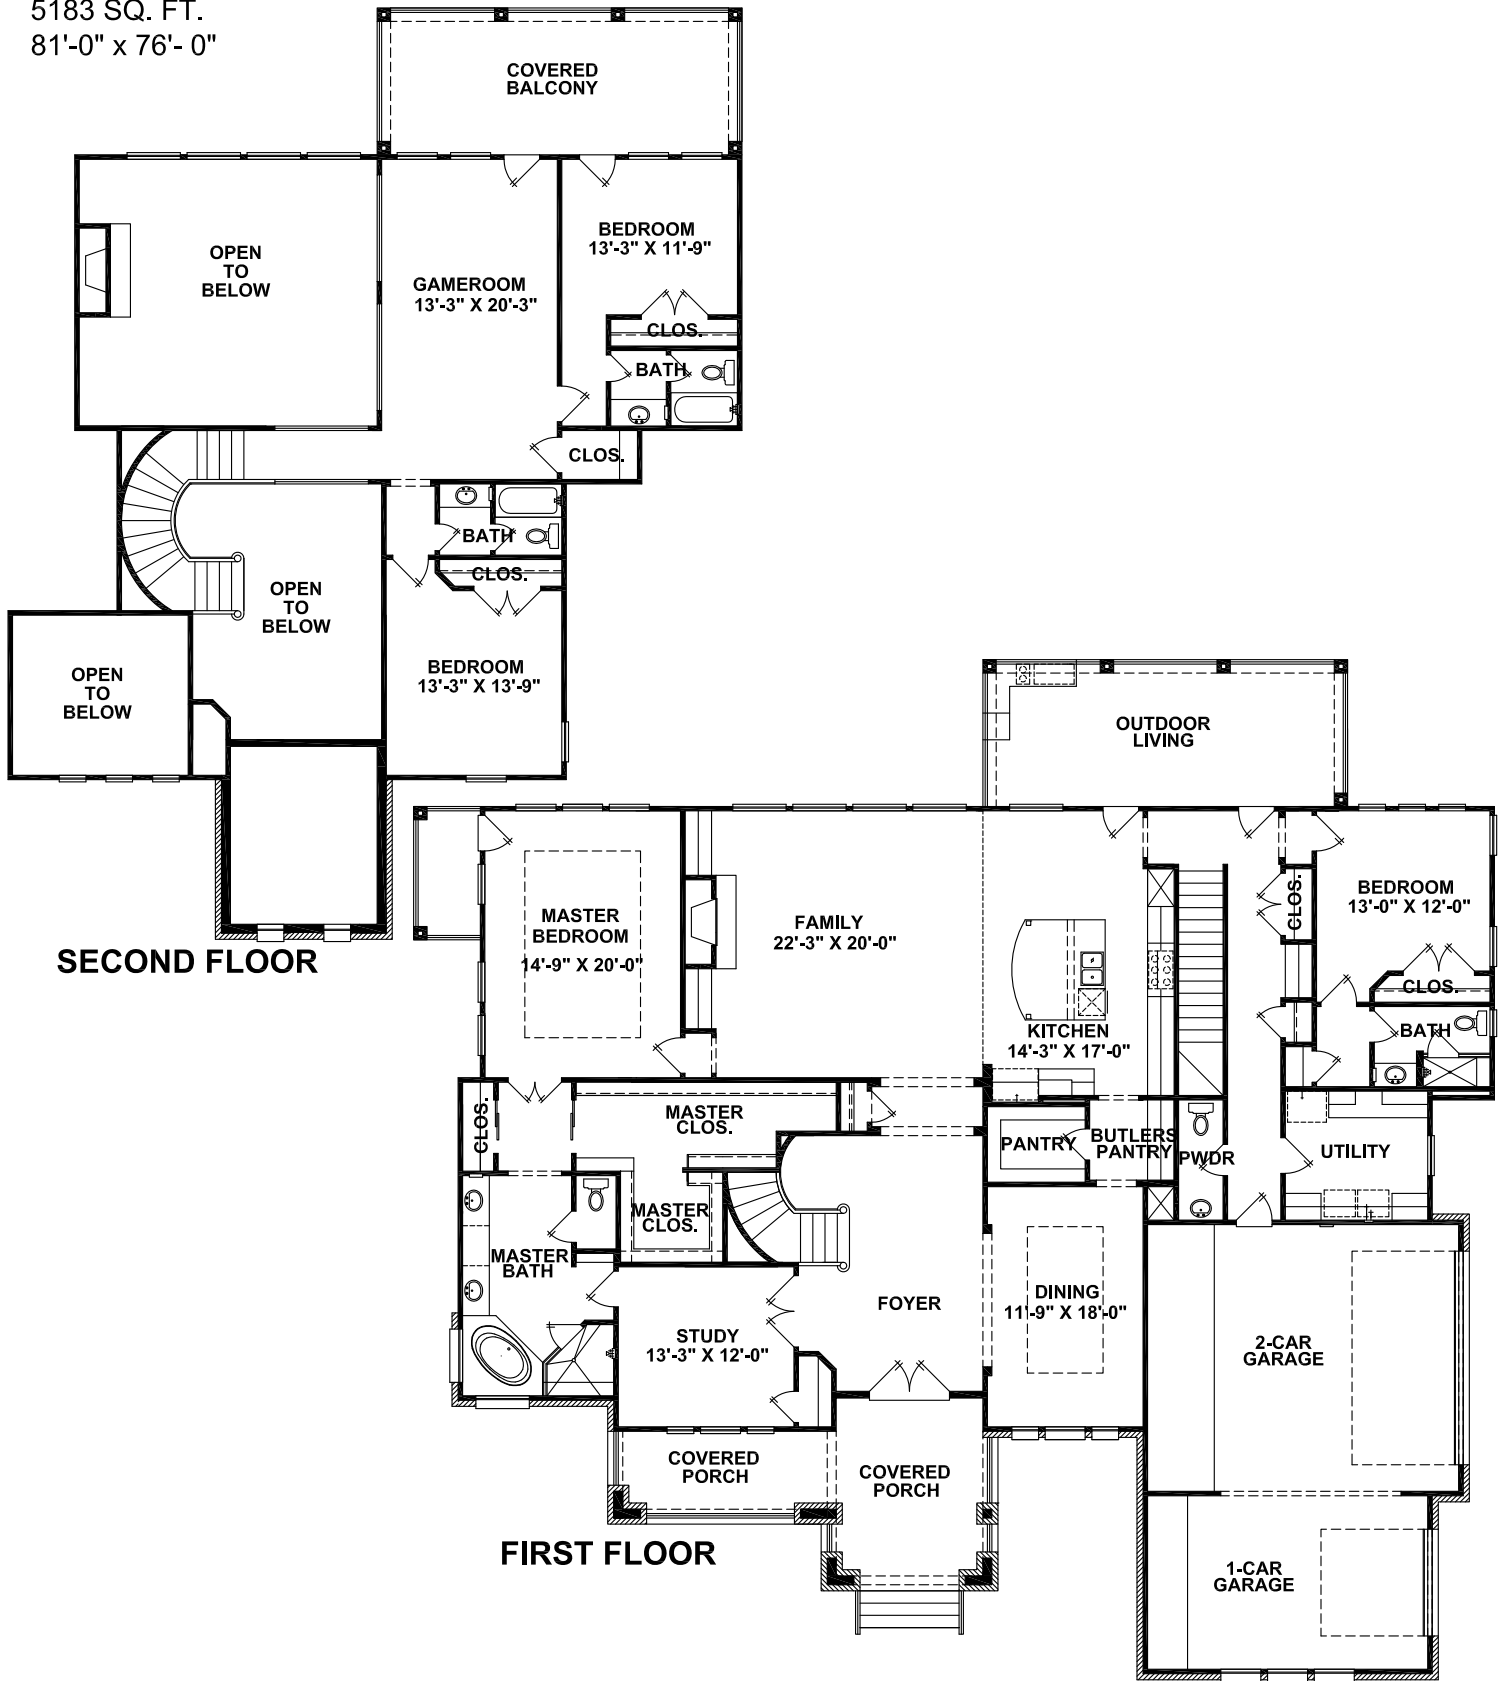 5183 SQ. FT.
81'-0" x 76'- 0"
COVERED
BALCONY
OPEN
TO
BELOW
GAMEROOM
13'-3" X 20'-3"
BEDROOM
13'-3" X 11'-9"
CLOS.
BATH
CLOS.
BATH
CLOS.
OPEN
TO
BELOW
OPEN
TO
BELOW
BEDROOM
13'-3" X 13'-9"
SECOND FLOOR
OUTDOOR
LIVING
MASTER
BEDROOM
14'-9" X 20'-0"
FAMILY
22'-3" X 20'-0"
KITCHEN
14'-3" X 17'-0"
CLOS.
BEDROOM
13'-0" X 12'-0"
CLOS.
BATH
CLOS.
MASTER
CLOS.
PANTRY
BUTLERS
PANTRY
PWDR
UTILITY
MASTER
CLOS.
MASTER
BATH
FOYER
DINING
11'-9" X 18'-0"
STUDY
13'-3" X 12'-0"
2-CAR
GARAGE
COVERED
PORCH
COVERED
PORCH
1-CAR
GARAGE
FIRST FLOOR